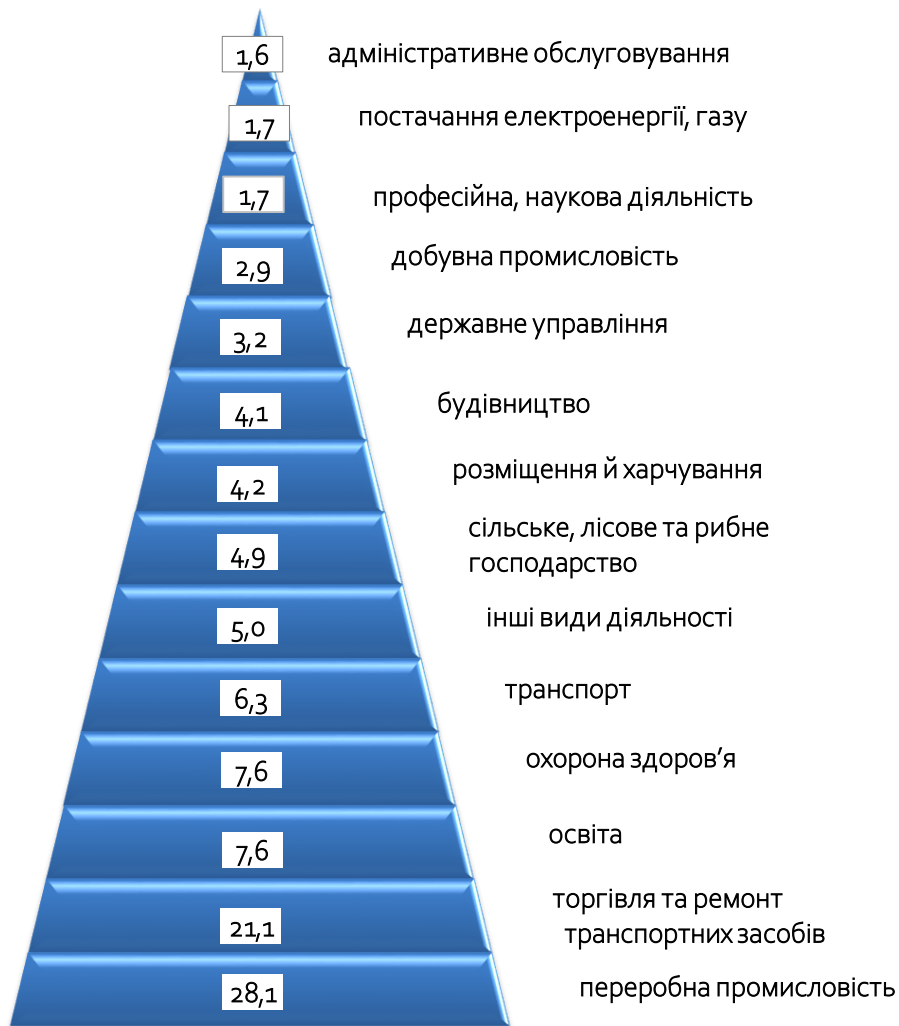 1,6 адміністративне обслуговування
1,7 постачання електроенергії, газу
1,7 професійна, наукова діяльність
2,9 добувна промисловість
3,2 державне управління
4,1 будівництво
4,2 розміщення й харчування
4,9 сільське, лісове та рибне
господарство
5,0 інші види діяльності
6,3 транспорт
7,6 охорона здоров’я
7,6 освіта
21,1 торгівля та ремонт
транспортних засобів
28,1 переробна промисловість